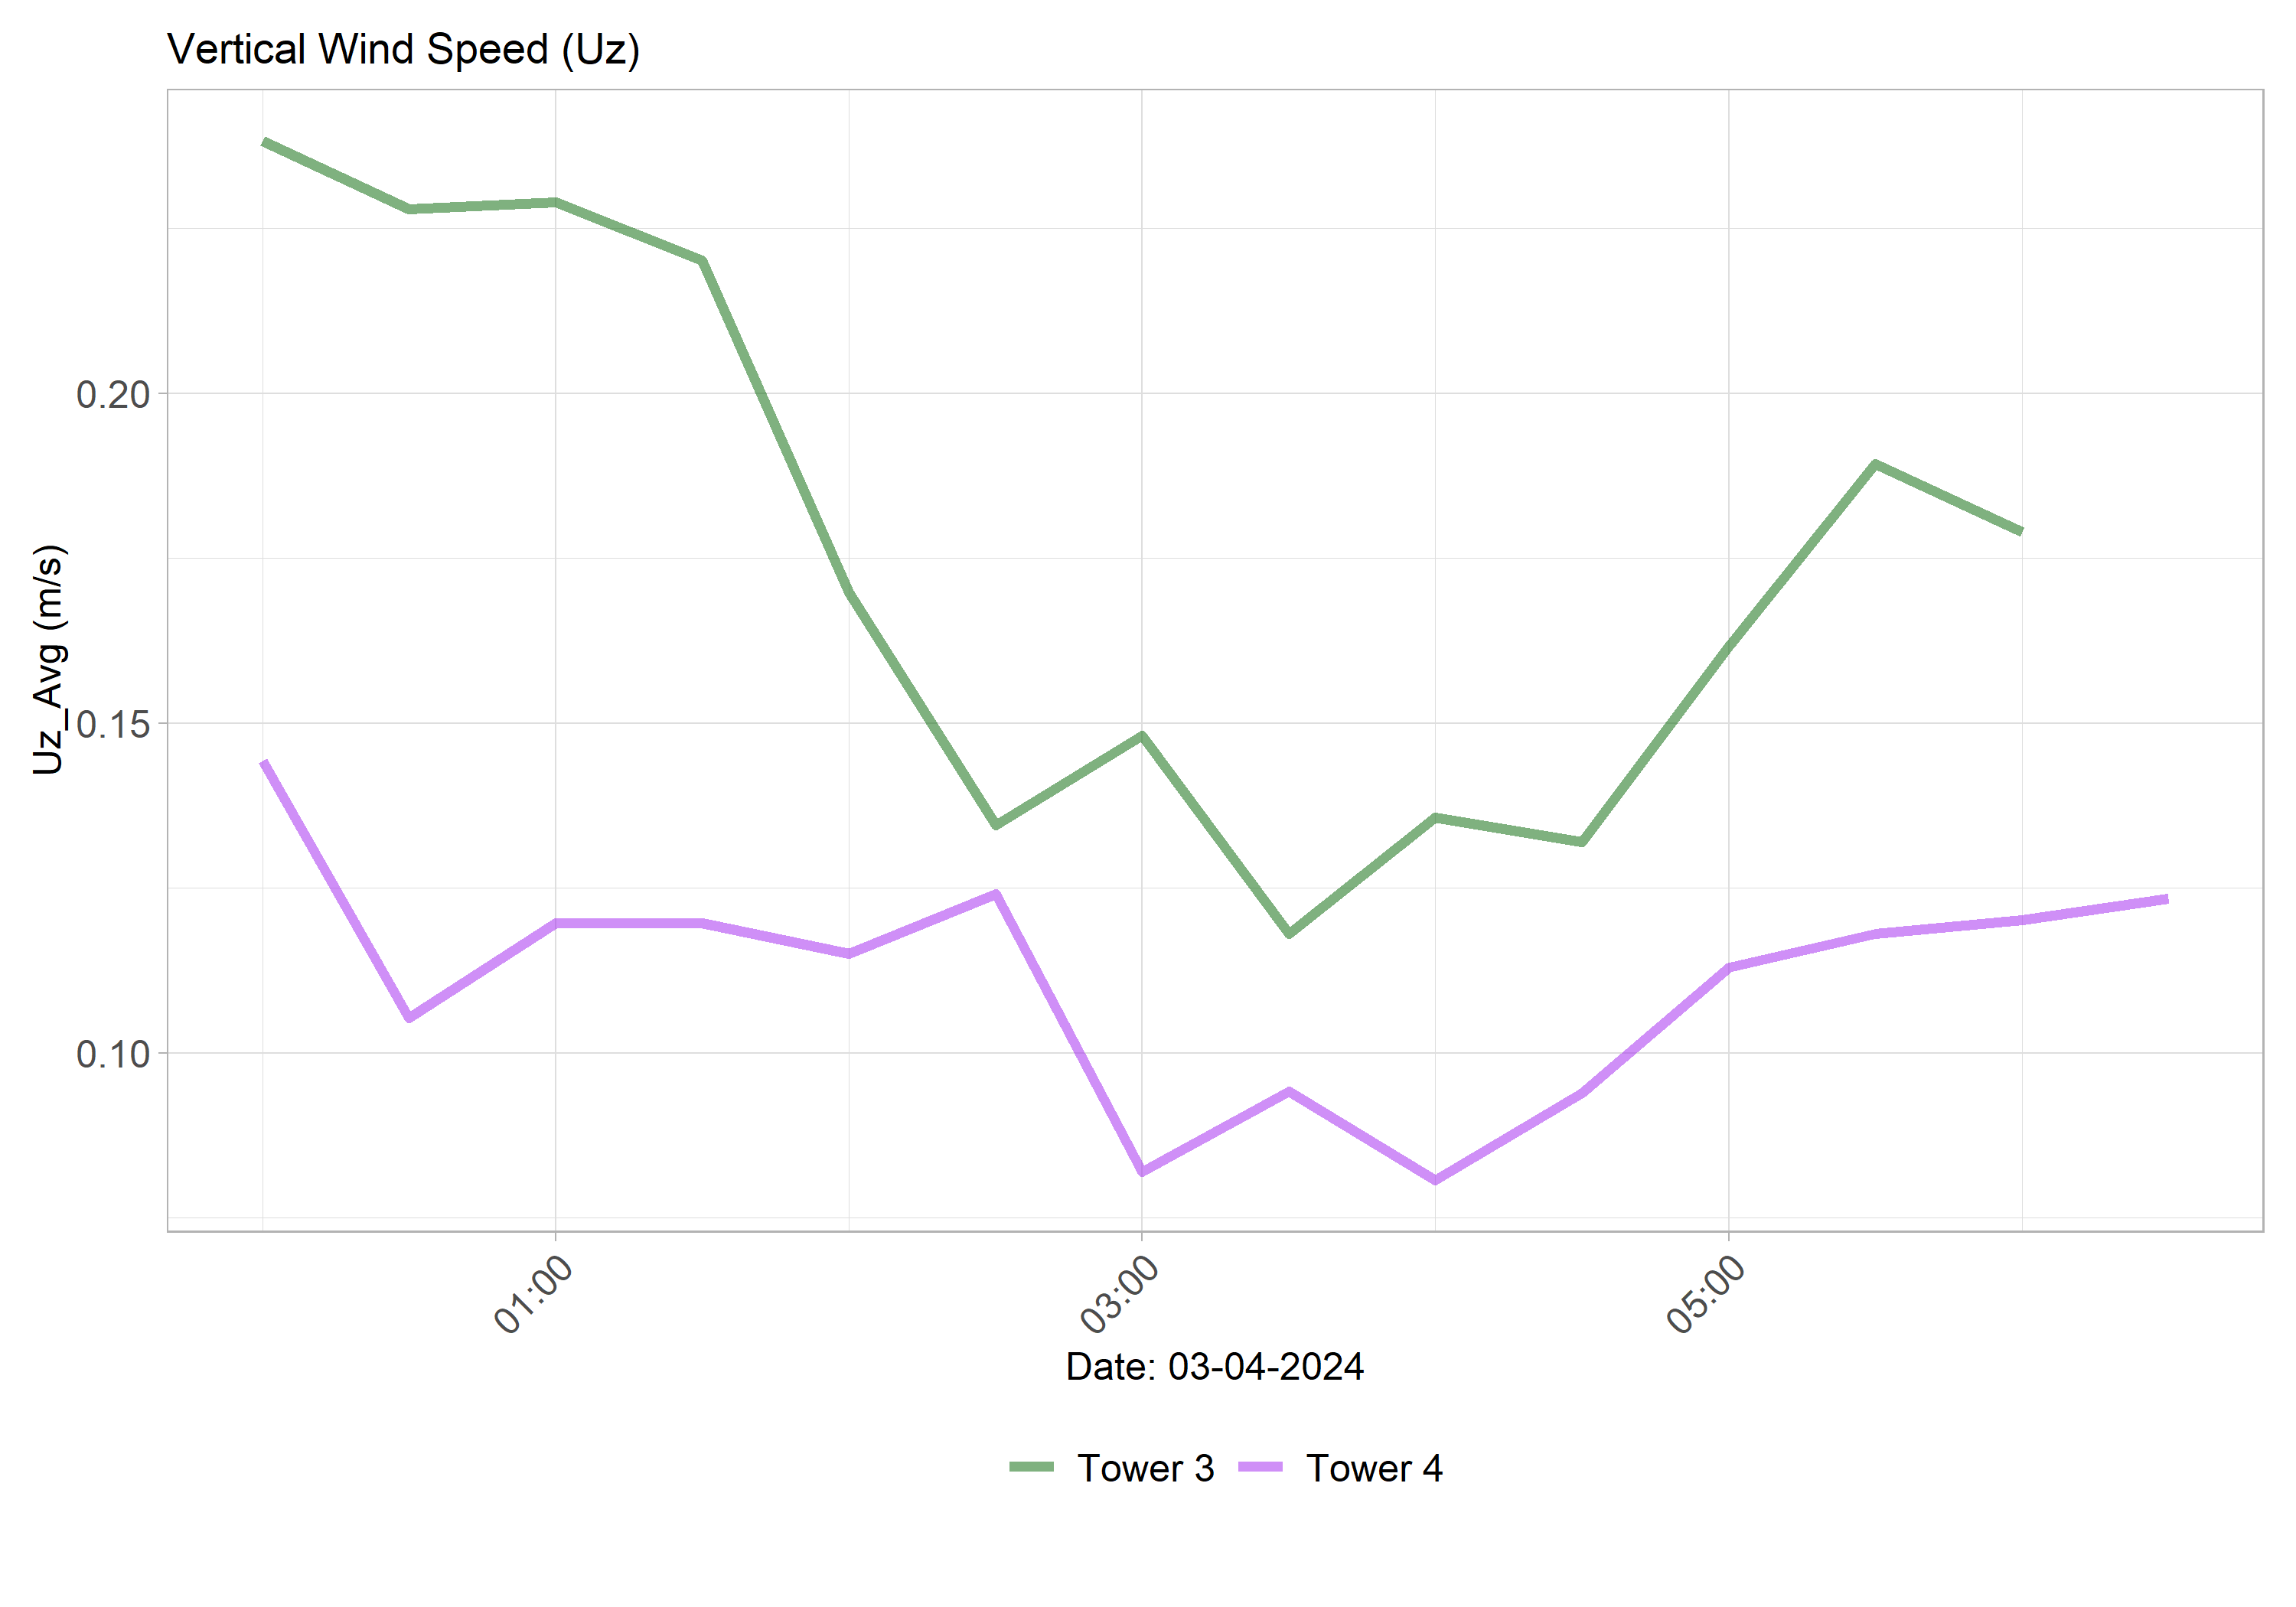 Vertical Wind Speed (Uz)
Uz_Avg (m/s)
0.20
0.15
0.10
01:00 03:00 05:00
Date: 03-04-2024
Tower 3 Tower 4